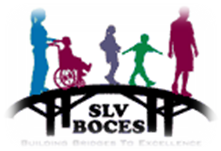 SLV
BOCES
BUILDING BRIDGES TO EXCELLENCE